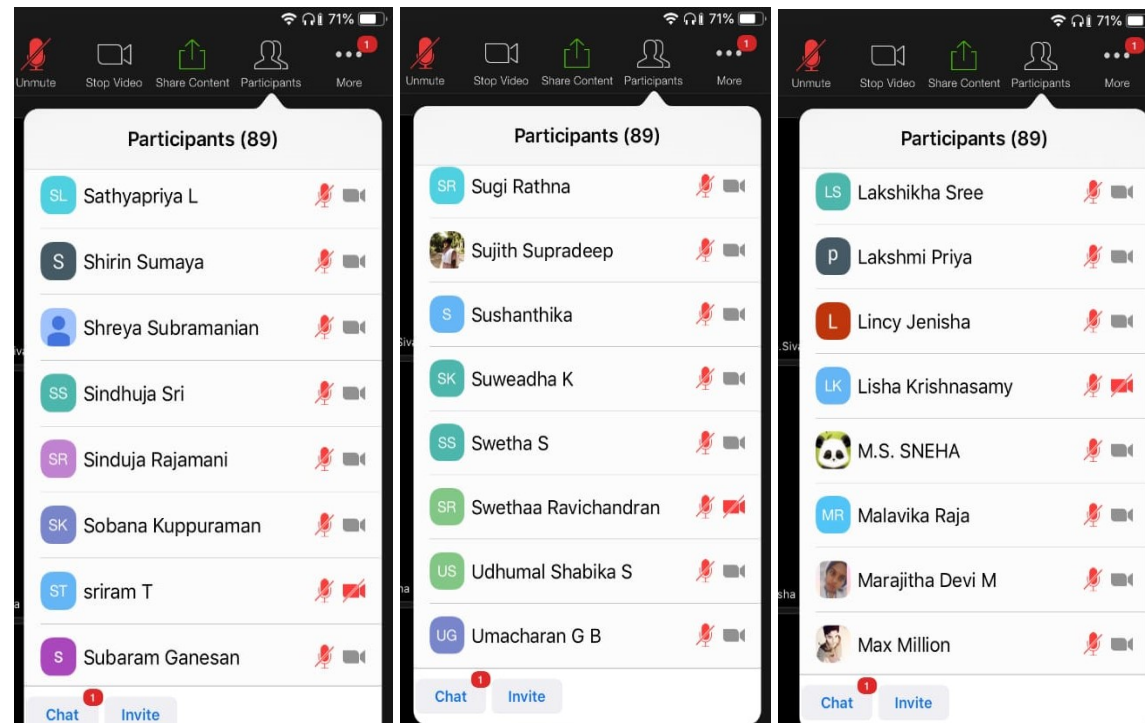 71%
Unmute Stop Video Share Content Participants 1 More
Participants (89)
SL Sathyapriya L
S Shirin Sumaya
Shreya Subramanian
SS Sindhuja Sri
SR Sinduja Rajamani
SK Sobana Kuppuraman
ST sriram T
S Subaram Ganesan
Chat 1 Invite
71%
Unmute Stop Video Share Content Participants 1 More
Participants (89)
SR Sugi Rathna
Sujith Supradeep
S Sushanthika
SK Suweadha K
SS Swetha S
SR Swethaa Ravichandran
US Udhumal Shabika S
UG Umacharan G B
Chat 1 Invite
71%
Unmute Stop Video Share Content Participants 1 More
Participants (89)
LS Lakshikha Sree
p Lakshmi Priya
L Lincy Jenisha
LK Lisha Krishnasamy
M.S. SNEHA
MR Malavika Raja
Marajitha Devi M
Max Million
Chat 1 Invite